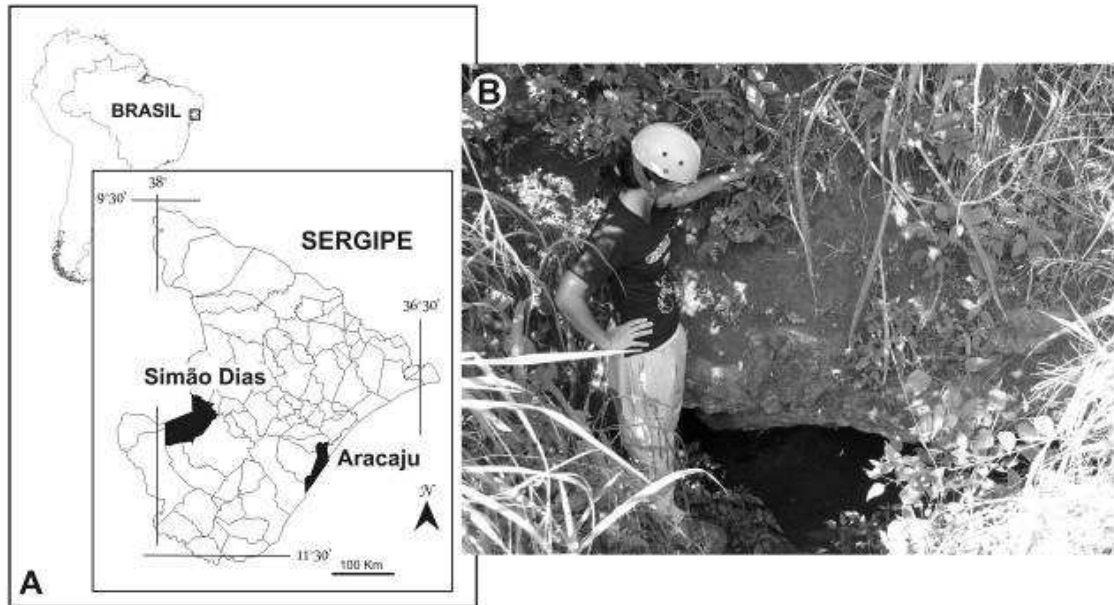 BRASIL
38°
9°30'
SERGIPE
36°30'
Simão Dias
Aracaju
N
11°30'
100 Km
A
B